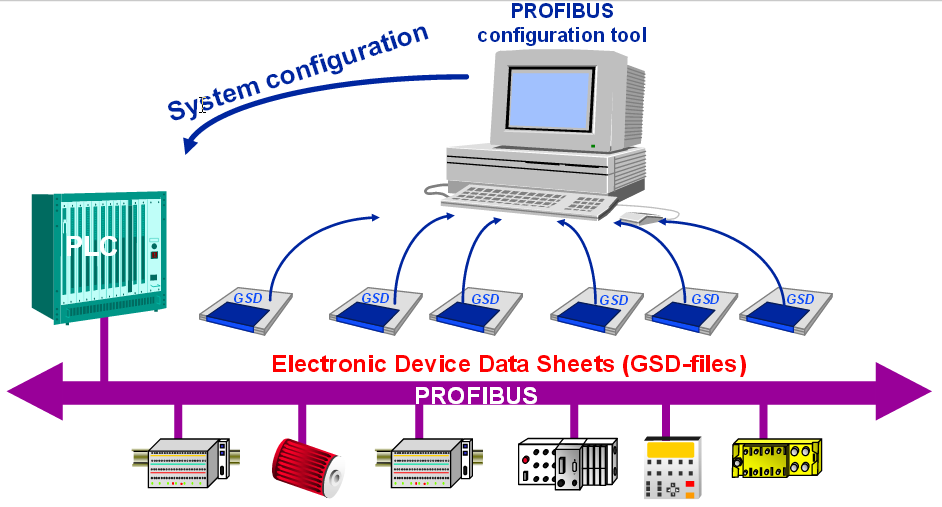 PROFIBUS
configuration tool
System configuration
PLC
GSD
GSD
GSD
GSD
GSD
GSD
Electronic Device Data Sheets (GSD-files)
PROFIBUS